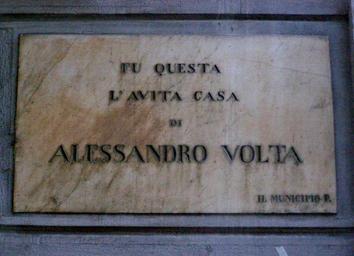 FU QUESTA
L'AVITA CASA
DI
ALESSANDRO VOLTA
IL MUNICIPIO P.